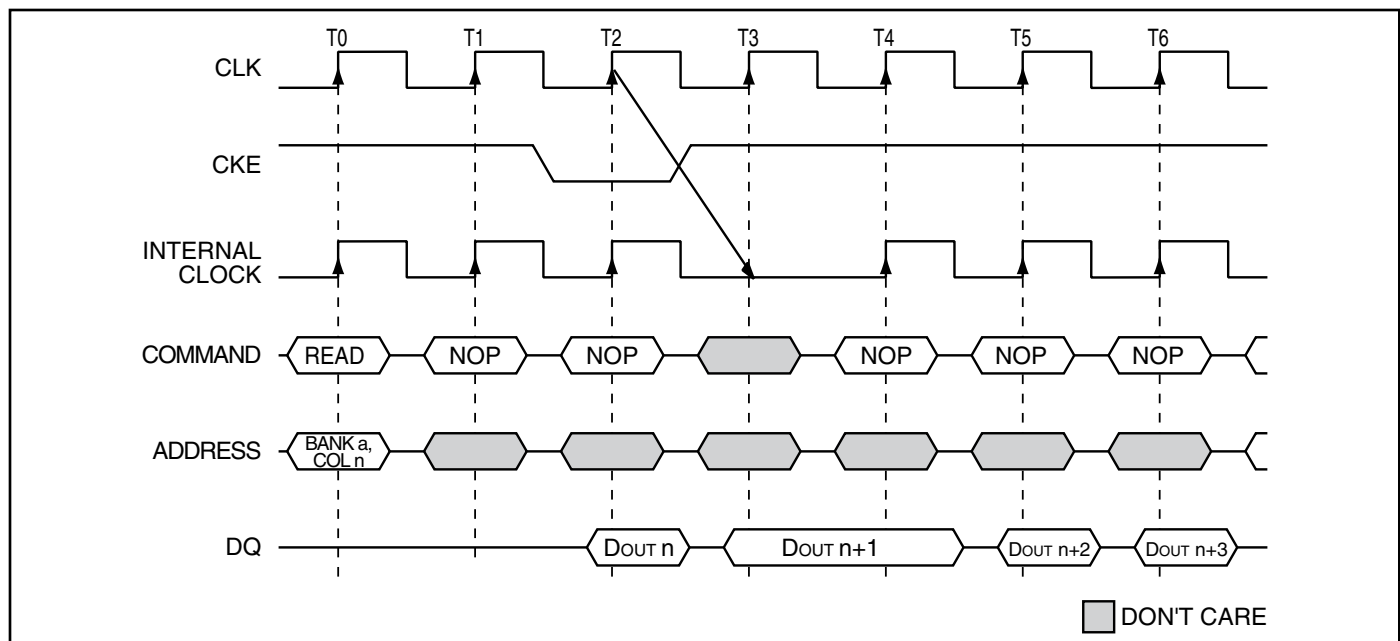 T0 T1 T2 T3 T4 T5 T6
CLK
CKE
INTERNAL
CLOCK
COMMAND READ NOP NOP NOP NOP NOP
ADDRESS BANK a,
COL n
DQ DOUT n DOUT n+1 DOUT n+2 DOUT n+3
DON'T CARE